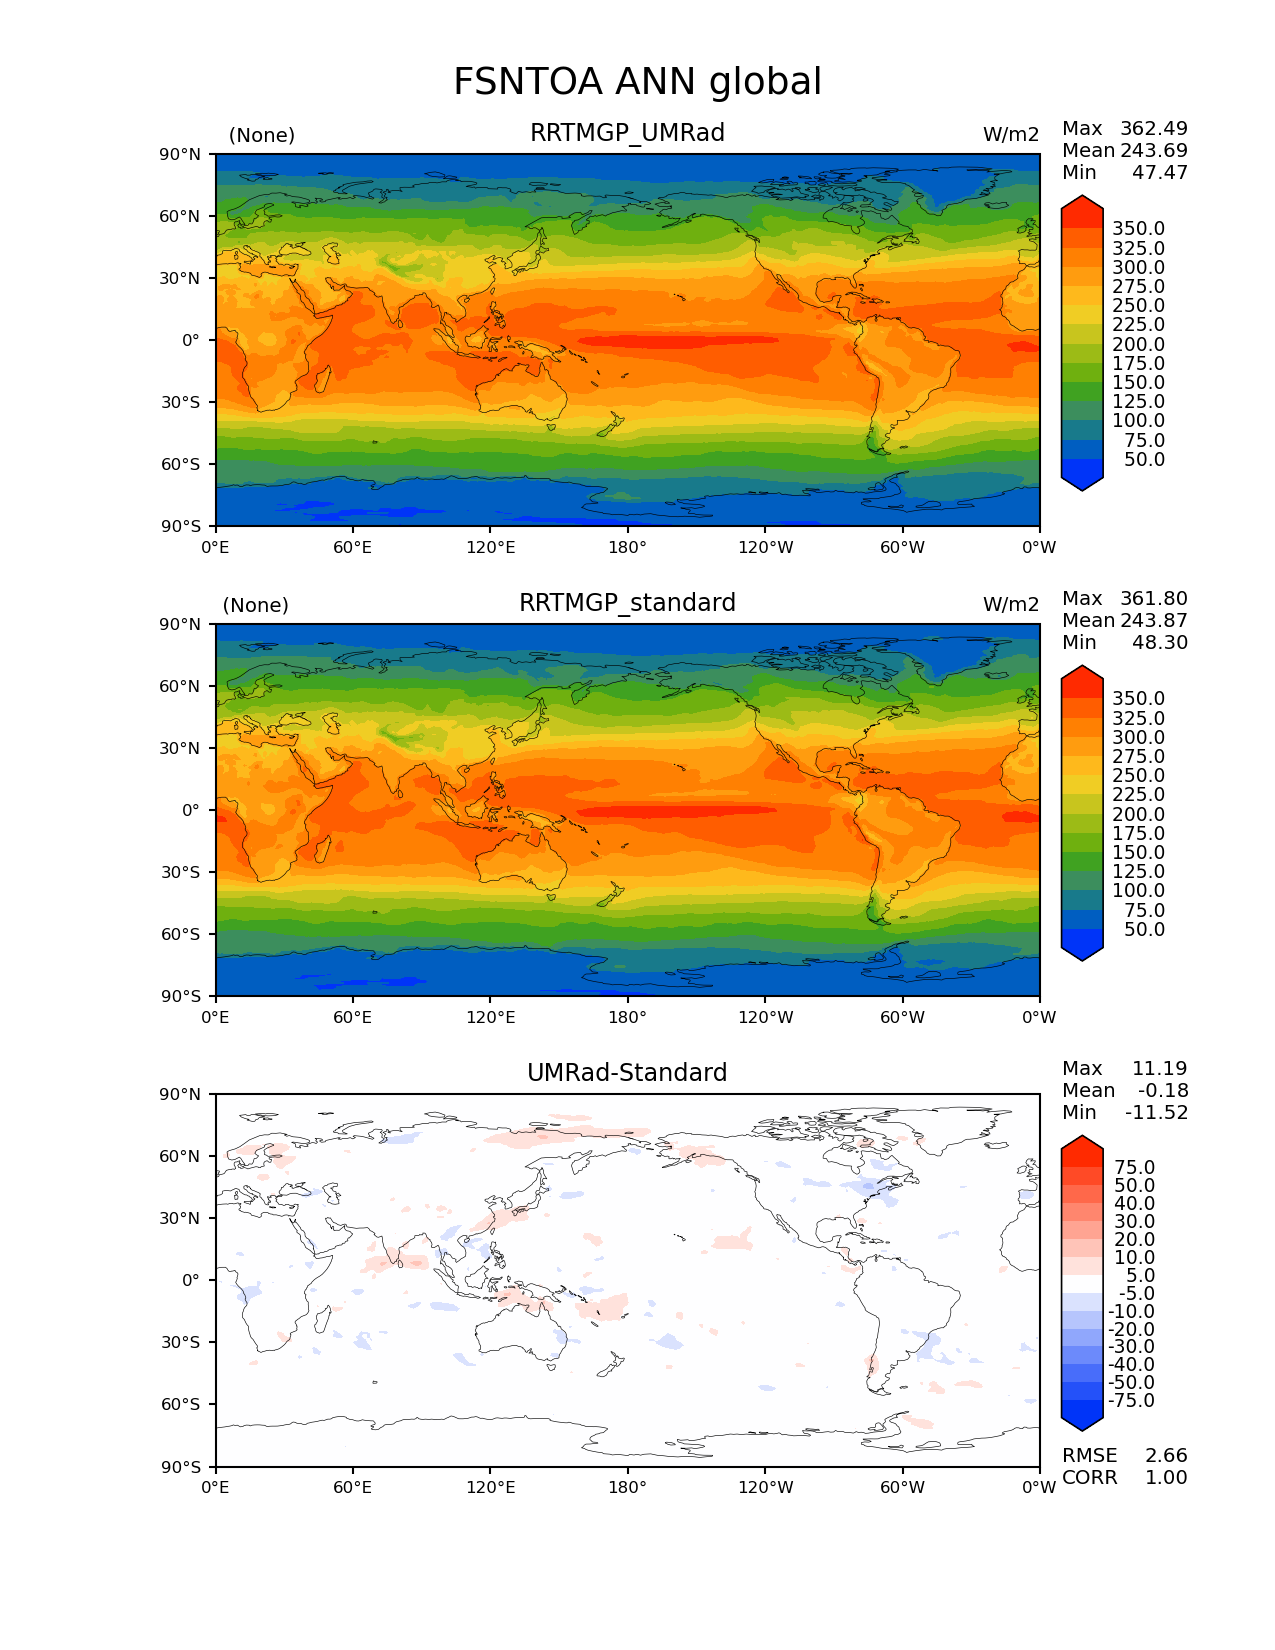 FSNTOA ANN global
(None) RRTMGP_UMRad W/m2
Max 362.49
Mean 243.69
Min 47.47
90°N
60°N
30°N
0°
30°S
60°S
90°S
0°E 60°E 120°E 180° 120°W 60°W 0°W
350.0
325.0
300.0
275.0
250.0
225.0
200.0
175.0
150.0
125.0
100.0
75.0
50.0
(None) RRTMGP_standard W/m2
Max 361.80
Mean 243.87
Min 48.30
90°N
60°N
30°N
0°
30°S
60°S
90°S
0°E 60°E 120°E 180° 120°W 60°W 0°W
350.0
325.0
300.0
275.0
250.0
225.0
200.0
175.0
150.0
125.0
100.0
75.0
50.0
UMRad-Standard
Max 11.19
Mean -0.18
Min -11.52
90°N
60°N
30°N
0°
30°S
60°S
90°S
0°E 60°E 120°E 180° 120°W 60°W 0°W
75.0
50.0
40.0
30.0
20.0
10.0
5.0
-5.0
-10.0
-20.0
-30.0
-40.0
-50.0
-75.0
RMSE 2.66
CORR 1.00